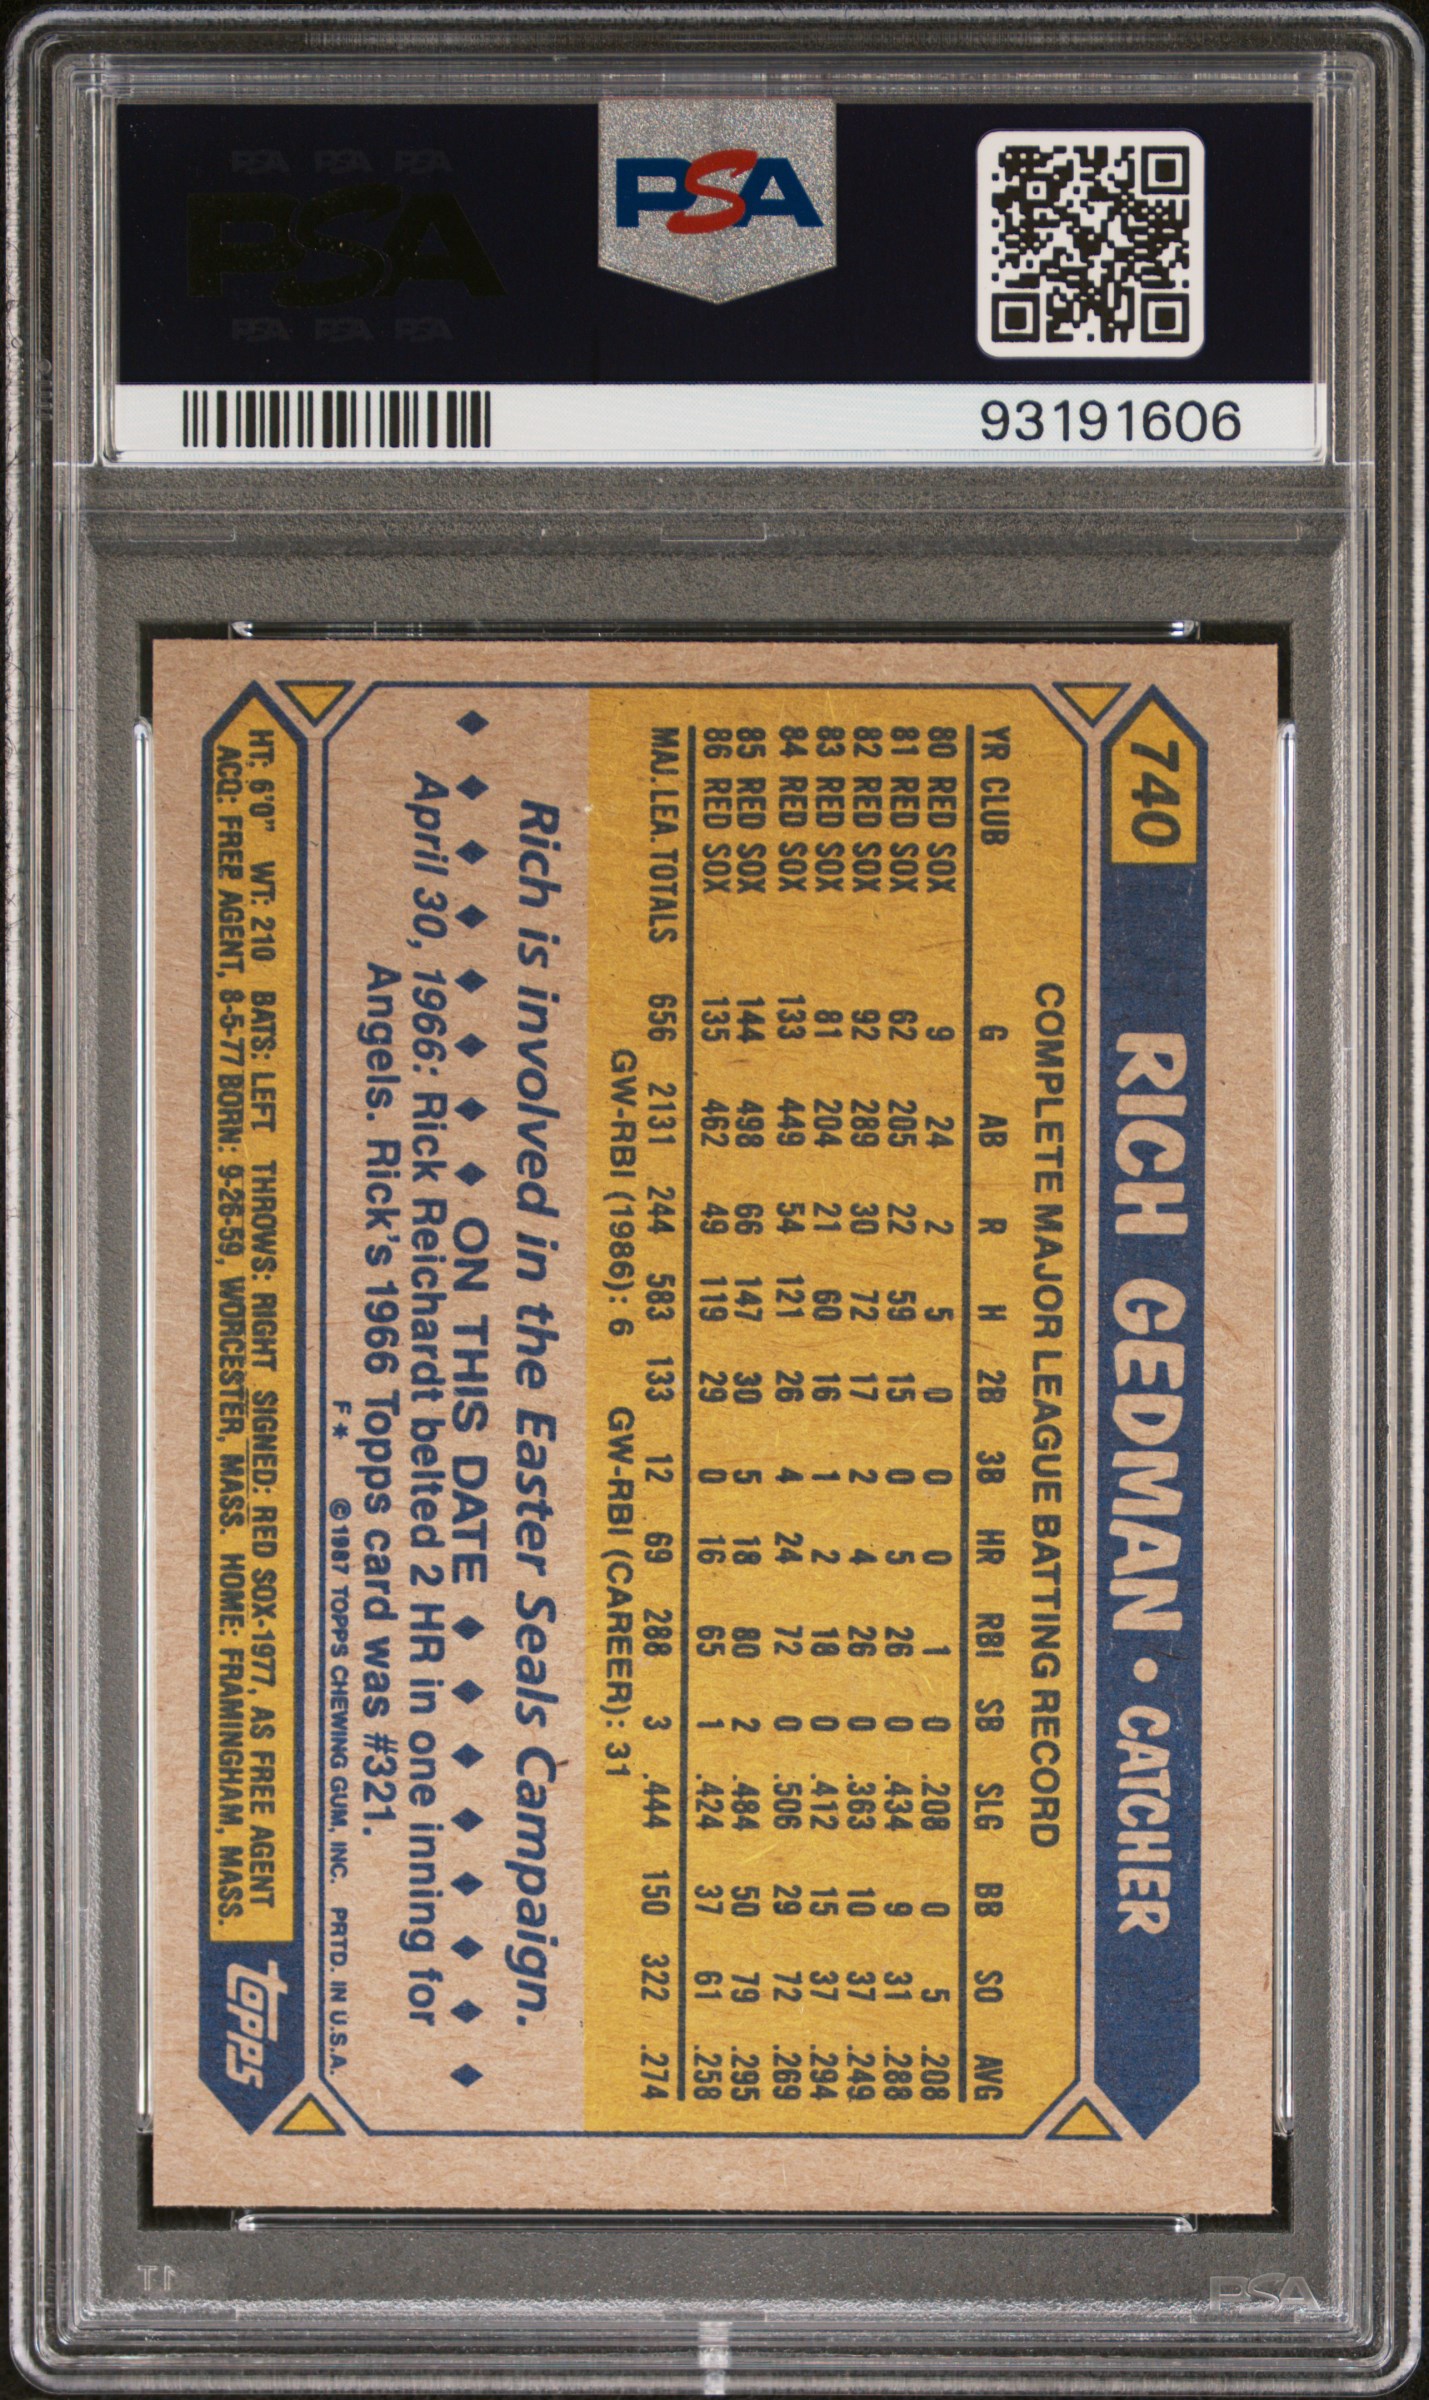 PSA PSA PSA
PSA
PSA PSA PSA
PSA
93191606
740 RICH GEDMAN • CATCHER
COMPLETE MAJOR LEAGUE BATTING RECORD
YR CLUB G AB R H 2B 3B HR RBI SB SLG BB SO AVG
80 RED SOX 9 24 2 5 0 0 0 1 0 .208 0 5 .208
81 RED SOX 62 205 22 59 15 0 5 26 0 .434 9 31 .288
82 RED SOX 92 289 30 72 17 2 4 26 0 .363 10 37 .249
83 RED SOX 81 204 21 60 16 1 2 18 0 .412 15 37 .294
84 RED SOX 133 449 54 121 26 4 24 72 0 .506 29 72 .269
85 RED SOX 144 498 66 147 30 5 18 80 2 .484 50 79 .295
86 RED SOX 135 462 49 119 29 0 16 65 1 .424 37 61 .258
MAJ. LEA. TOTALS 656 2131 244 583 133 12 69 288 3 .444 150 322 .274
GW-RBI (1986): 6 GW-RBI (CAREER): 31
Rich is involved in the Easter Seals Campaign.
ON THIS DATE
April 30, 1966: Rick Reichardt belted 2 HR in one inning for
Angels. Rick's 1966 Topps card was #321.
F* ©1987 TOPPS CHEWING GUM, INC. PRTD. IN U.S.A.
HT: 6'0" WT: 210 BATS: LEFT THROWS: RIGHT SIGNED: RED SOX-1977, AS FREE AGENT
ACQ: FREE AGENT, 8-5-77 BORN: 9-26-59, WORCESTER, MASS. HOME: FRAMINGHAM, MASS.
topps
PSA